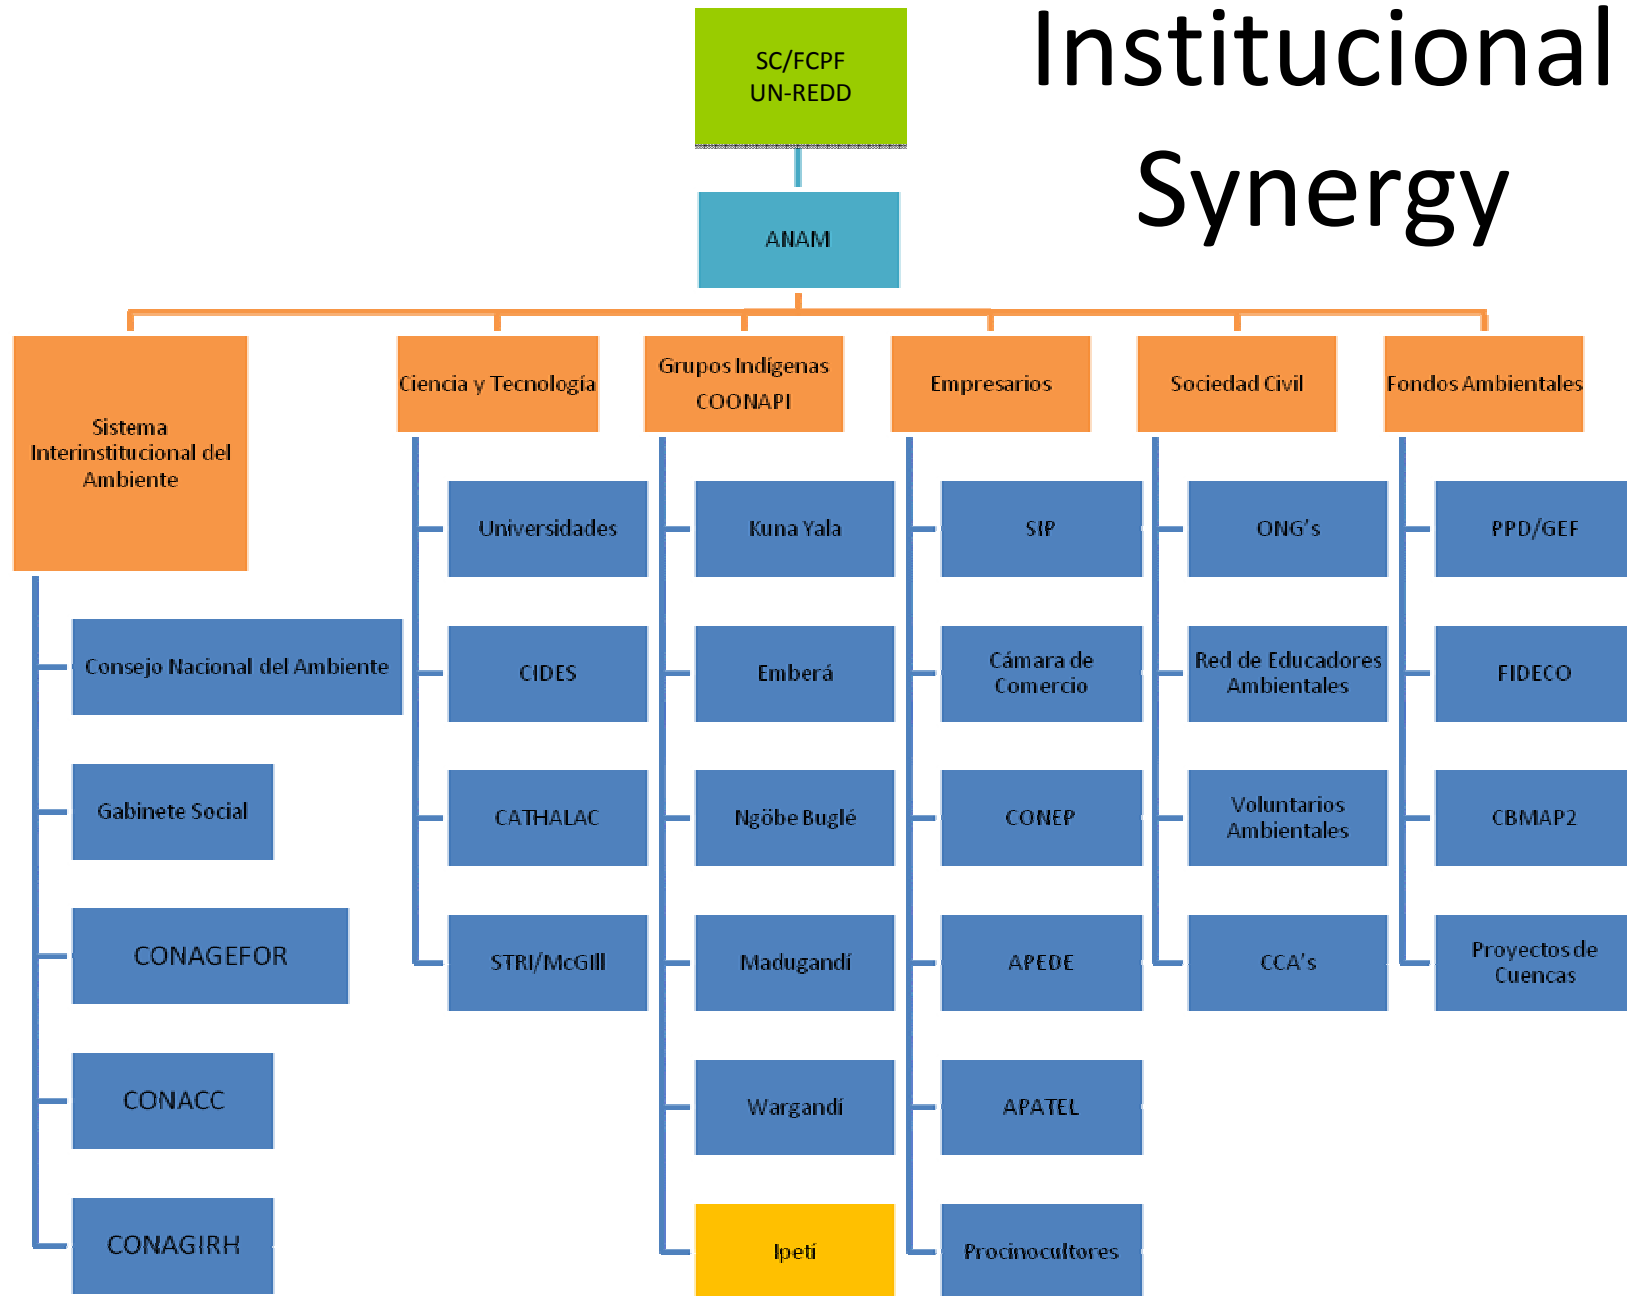 Institucional
Synergy
SC/FCPF
UN-REDD
ANAM
Sistema
Interinstitucional del
Ambiente
Consejo Nacional del Ambiente
Gabinete Social
CONAGEFOR
CONACC
CONAGIRH
Ciencia y Tecnología
Universidades
CIDES
CATHALAC
STRI/McGIll
Grupos Indígenas
COONAPI
Kuna Yala
Emberá
Ngöbe Buglé
Madugandí
Wargandí
Ipetí
Empresarios
SIP
Cámara de
Comercio
CONEP
APEDE
APATEL
Procinocultores
Sociedad Civil
ONG's
Red de Educadores
Ambientales
Voluntarios
Ambientales
CCA's
Fondos Ambientales
PPD/GEF
FIDECO
CBMAP2
Proyectos de
Cuencas